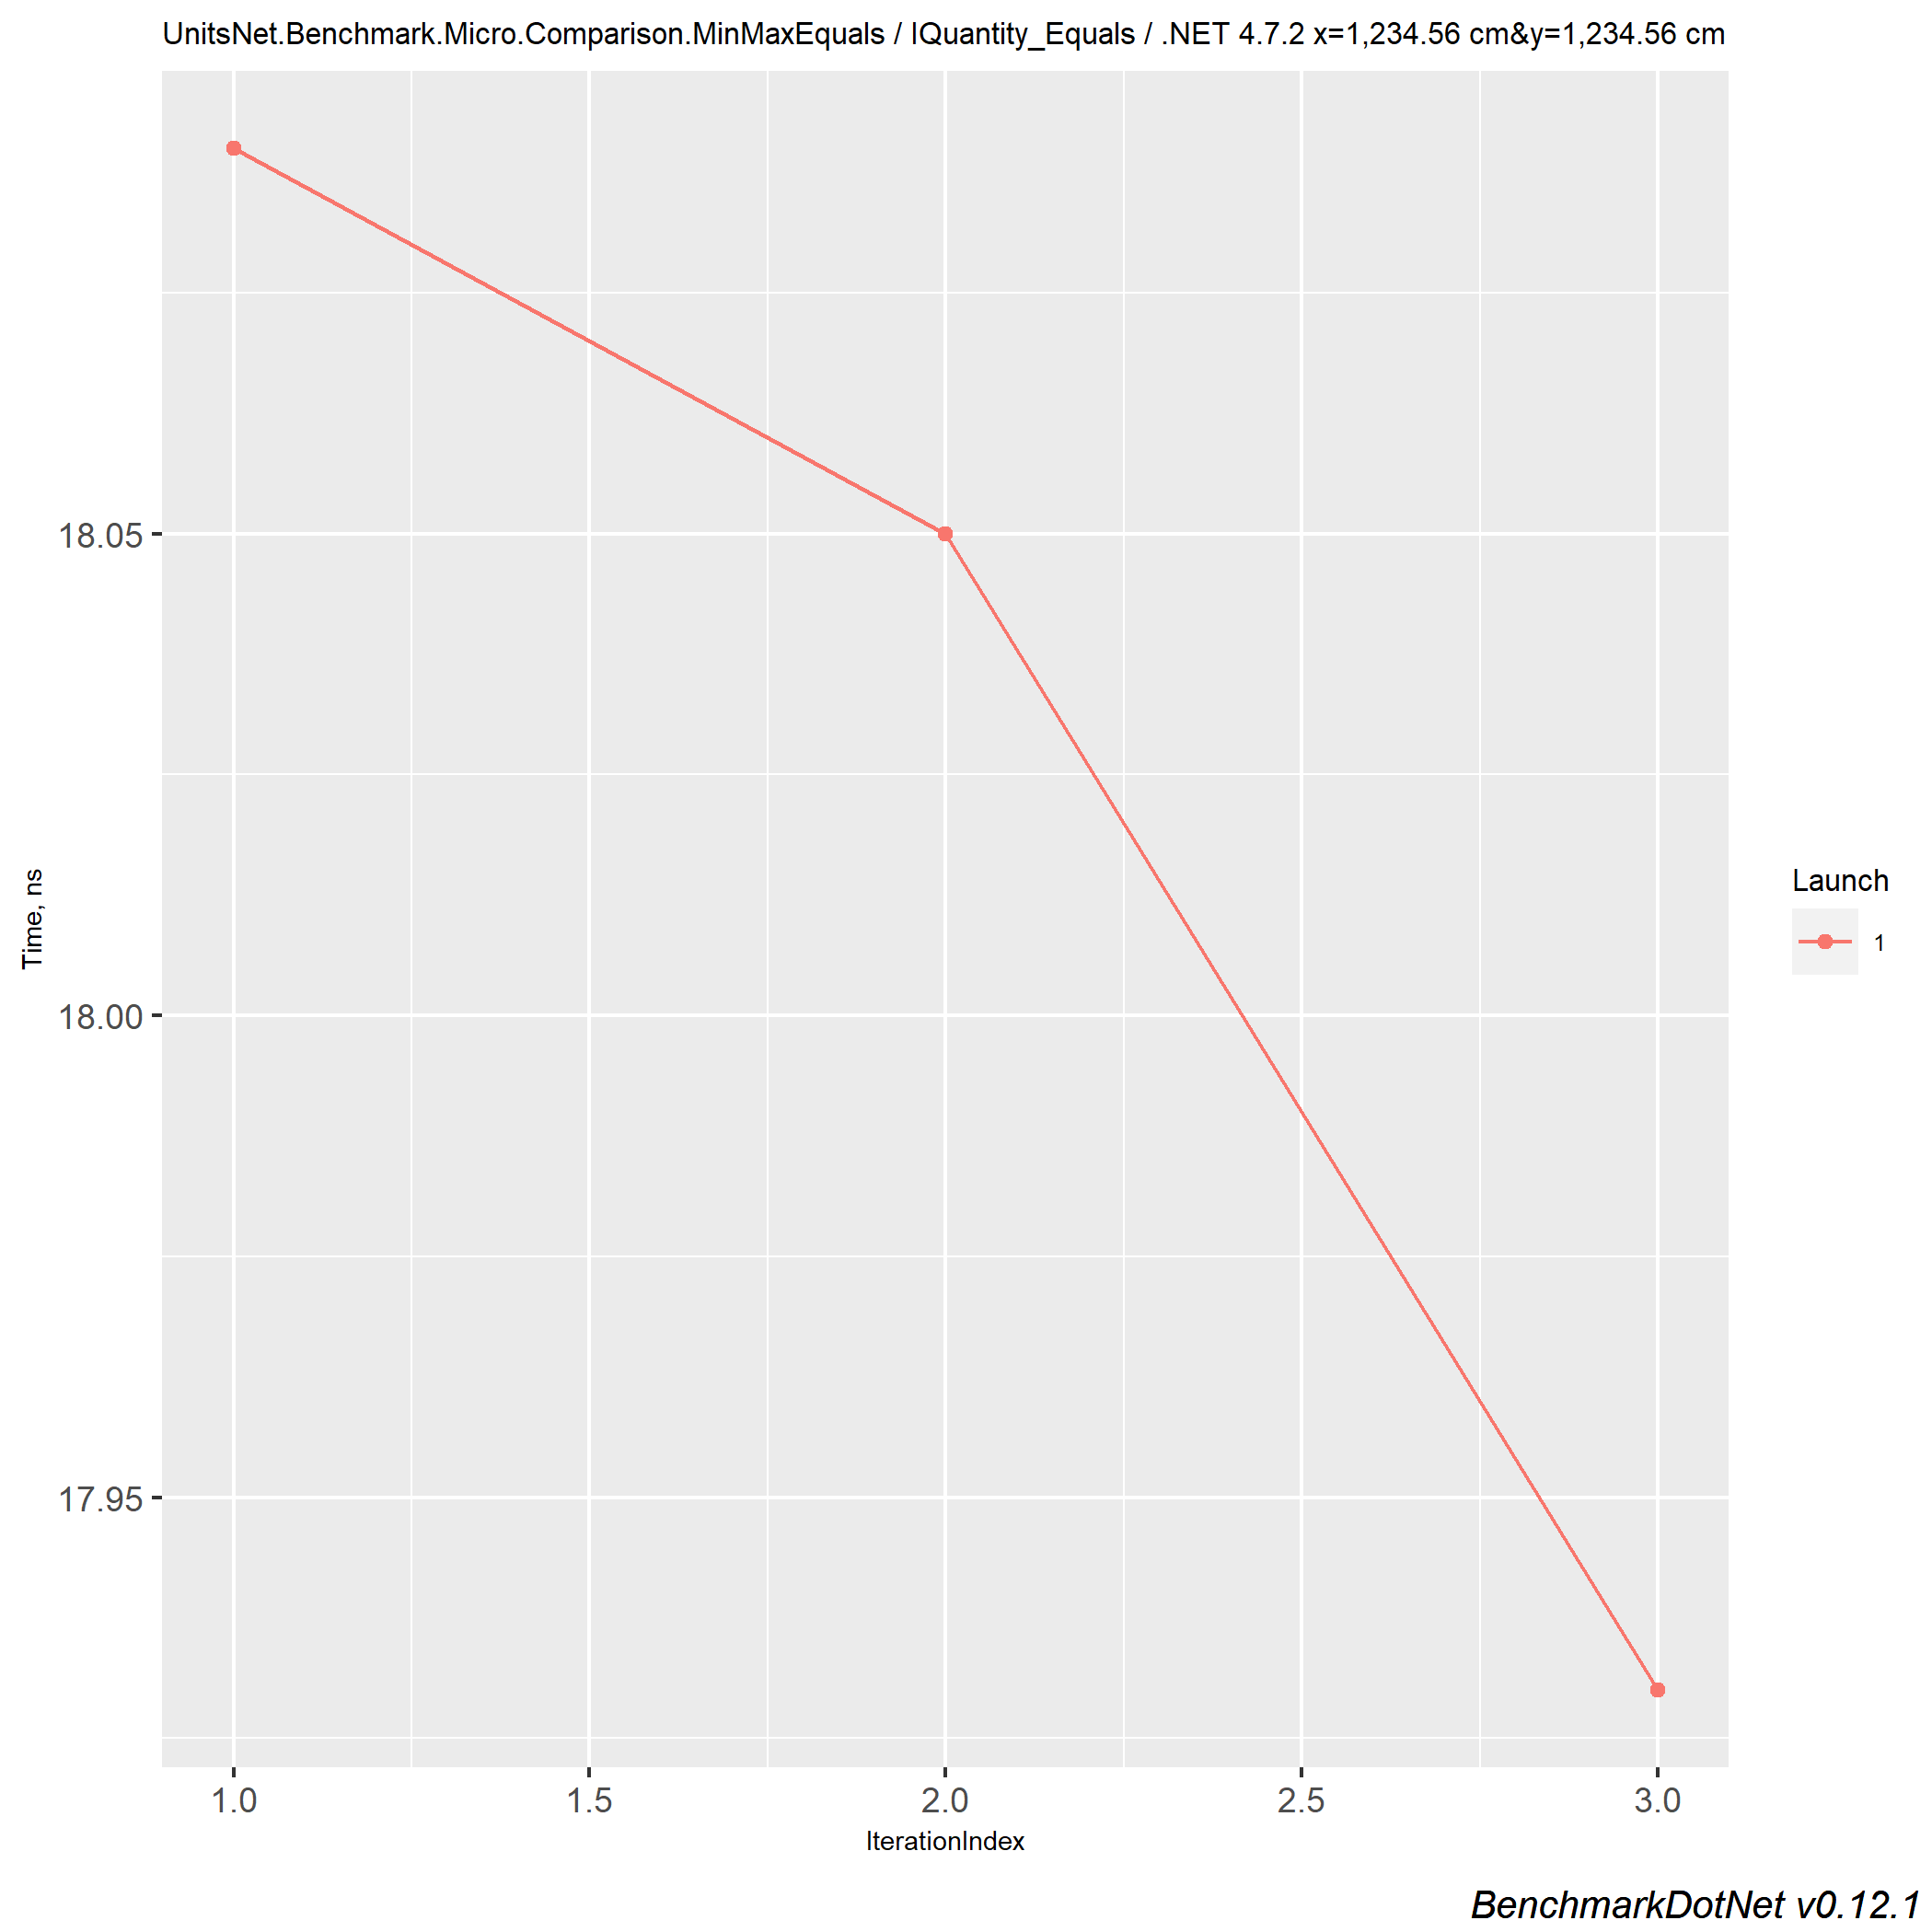 UnitsNet.Benchmark.Micro.Comparison.MinMaxEquals / IQuantity_Equals / .NET 4.7.2 x=1,234.56 cm&y=1,234.56 cm
18.05
18.00
17.95
Time, ns
1.0 1.5 2.0 2.5 3.0
IterationIndex
Launch
1
BenchmarkDotNet v0.12.1